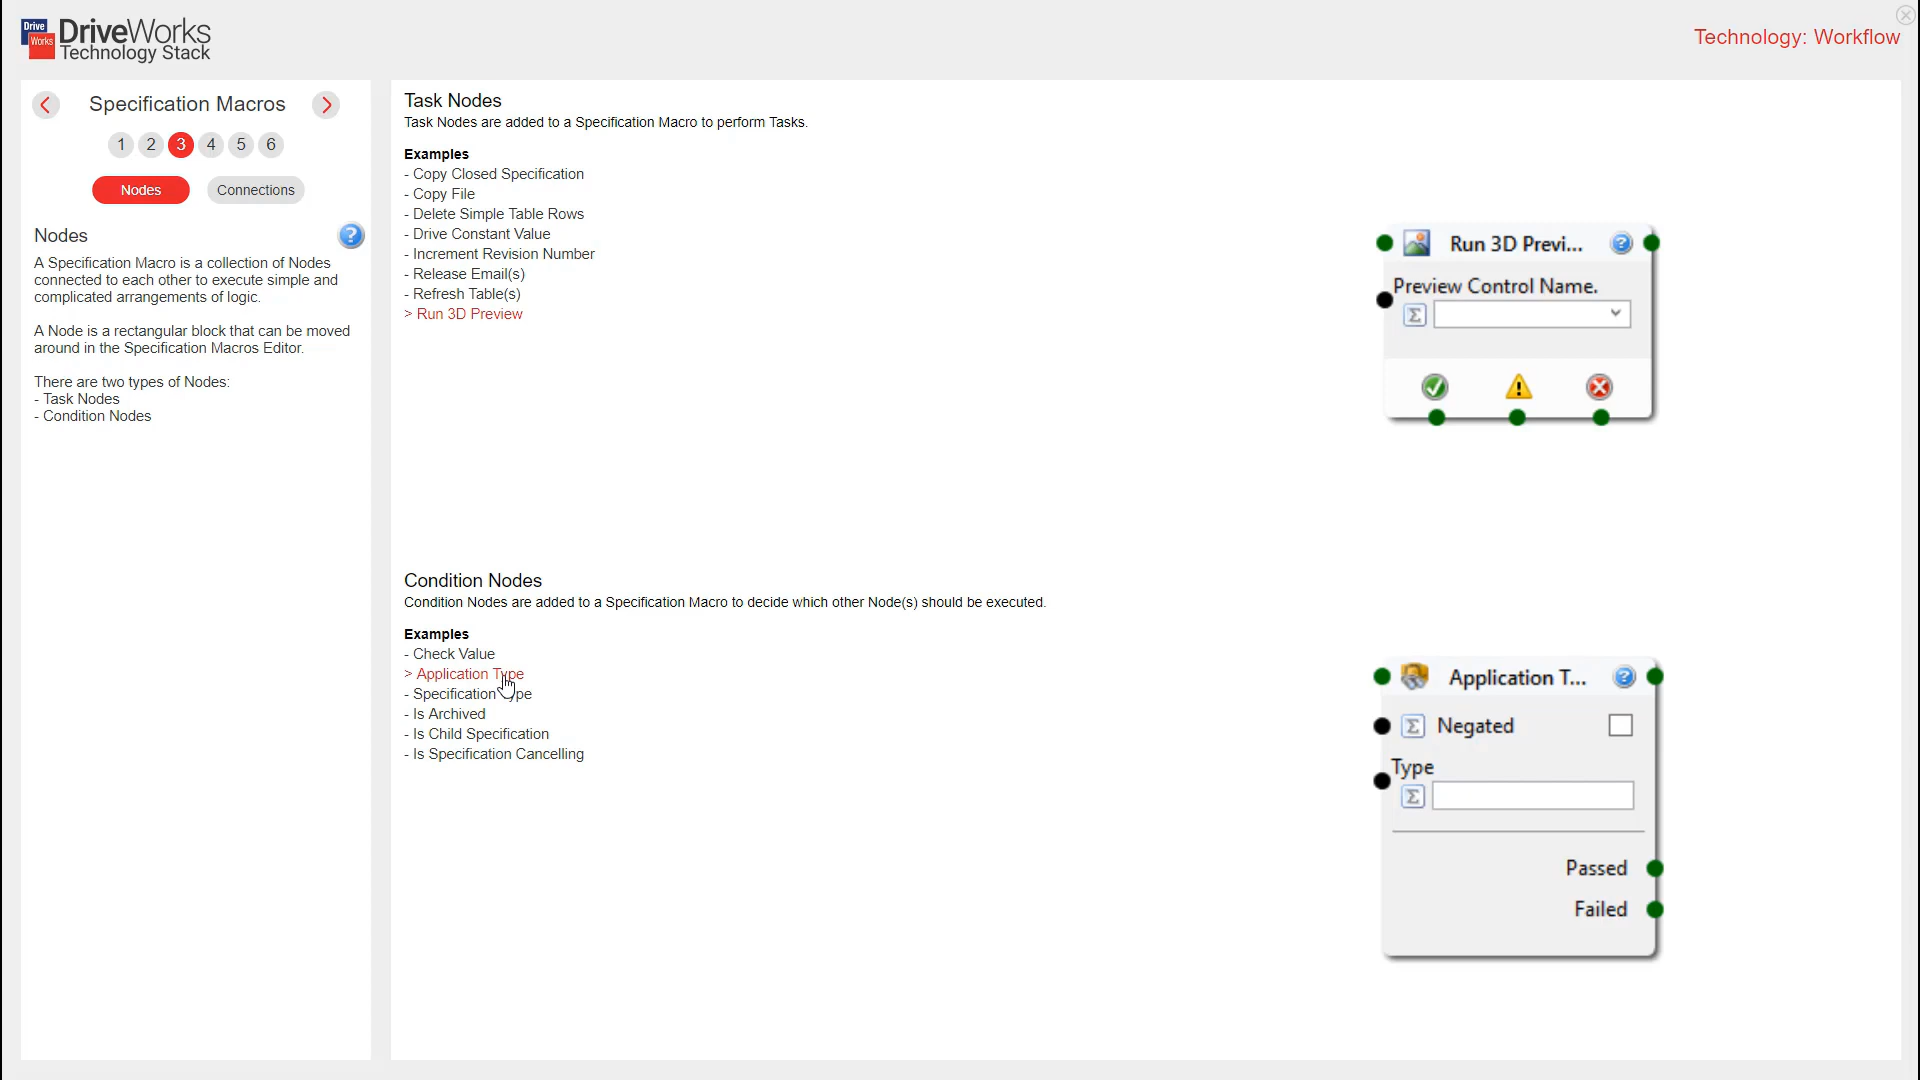 Drive
Works
DriveWorks
Technology Stack
Technology: Workflow
Specification Macros
1 2 3 4 5 6
Nodes Connections
Nodes
A Specification Macro is a collection of Nodes
connected to each other to execute simple and
complicated arrangements of logic.
A Node is a rectangular block that can be moved
around in the Specification Macros Editor.
There are two types of Nodes:
- Task Nodes
- Condition Nodes
Task Nodes
Task Nodes are added to a Specification Macro to perform Tasks.
Examples
- Copy Closed Specification
- Copy File
- Delete Simple Table Rows
- Drive Constant Value
- Increment Revision Number
- Release Email(s)
- Refresh Table(s)
> Run 3D Preview
Run 3D Previ...
Preview Control Name.
Σ
Condition Nodes
Condition Nodes are added to a Specification Macro to decide which other Node(s) should be executed.
Examples
- Check Value
> Application Type
- Specification Type
- Is Archived
- Is Child Specification
- Is Specification Cancelling
Application T...
Σ Negated
Type
Σ
Passed
Failed